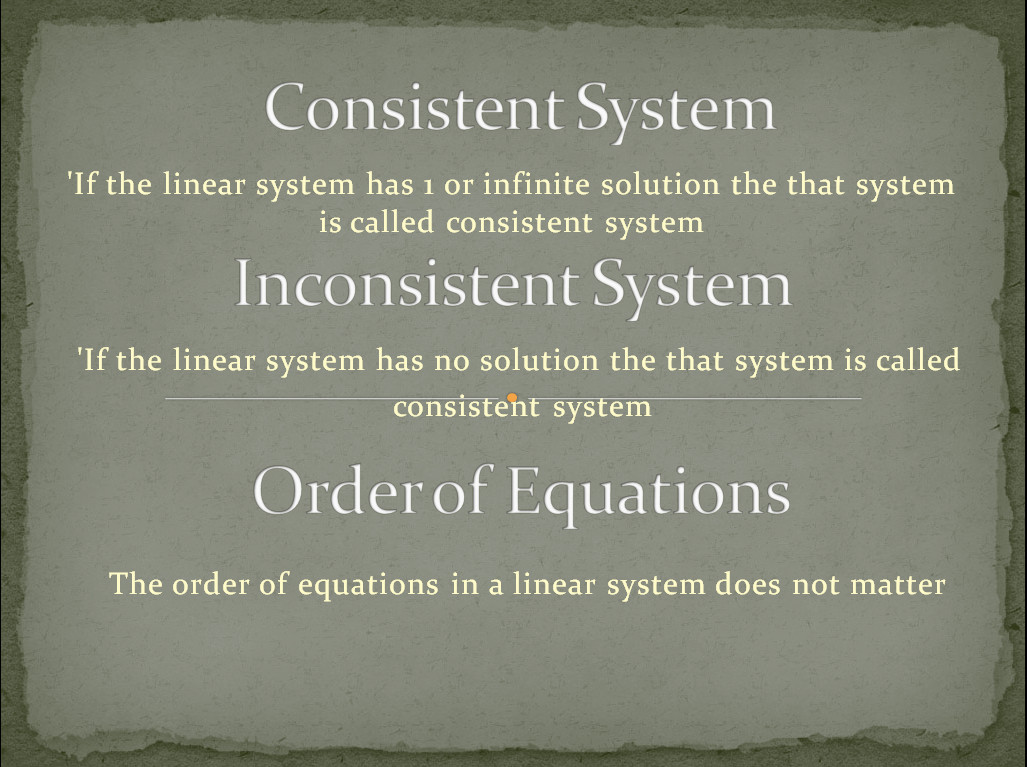 Consistent System
'If the linear system has 1 or infinite solution the that system
is called consistent system
Inconsistent System
'If the linear system has no solution the that system is called
consistent system
Order of Equations
The order of equations in a linear system does not matter